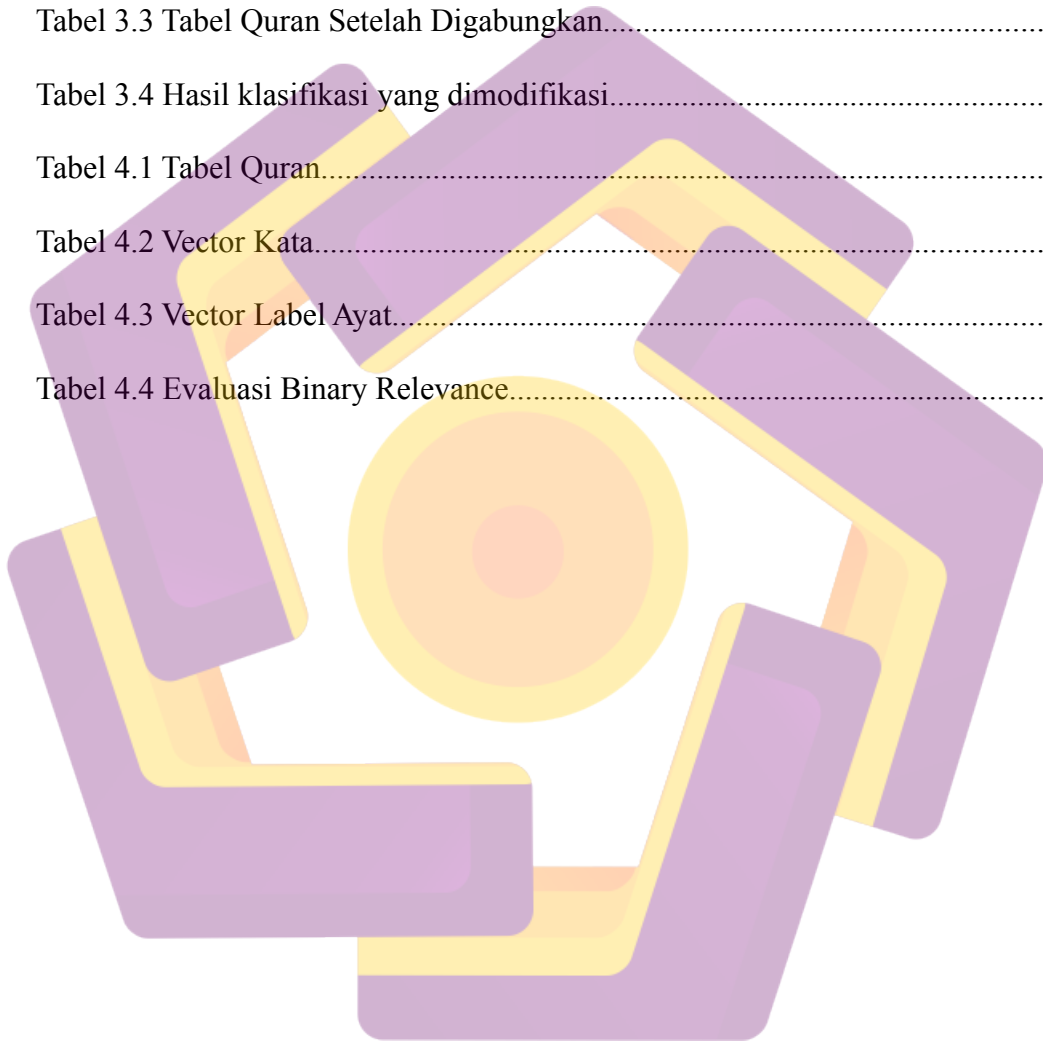 Tabel 3.3 Tabel Quran Setelah Digabungkan......................................................
Tabel 3.4 Hasil klasifikasi yang dimodifikasi.....................................................
Tabel 4.1 Tabel Quran.........................................................................................
Tabel 4.2 Vector Kata..........................................................................................
Tabel 4.3 Vector Label Ayat................................................................................
Tabel 4.4 Evaluasi Binary Relevance.................................................................